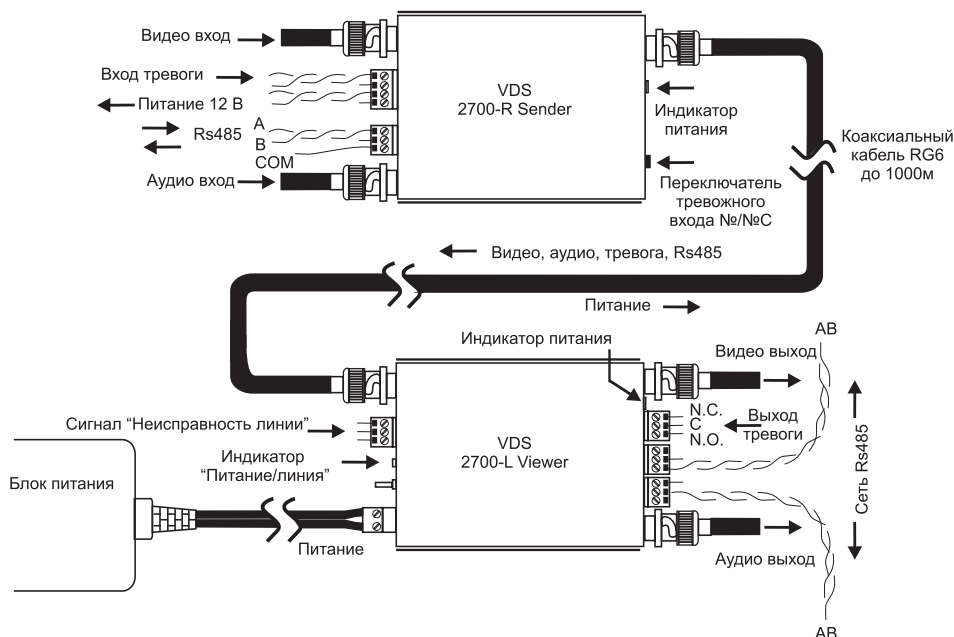 Видео вход
Вход тревоги
Питание 12 В
Rs485
A
B
COM
Аудио вход
VDS
2700-R Sender
Индикатор
питания
Переключатель
тревожного
входа №/№C
Коаксиальный
кабель RG6
до 1000м
Видео, аудио, тревога, Rs485
Питание
Индикатор питания
AB
Видео выход
N.C.
C
N.O.
Выход
тревоги
Сеть Rs485
Сигнал “Неисправность линии”
Индикатор
“Питание/линия”
VDS
2700-L Viewer
Блок питания
Питание
Аудио выход
AB